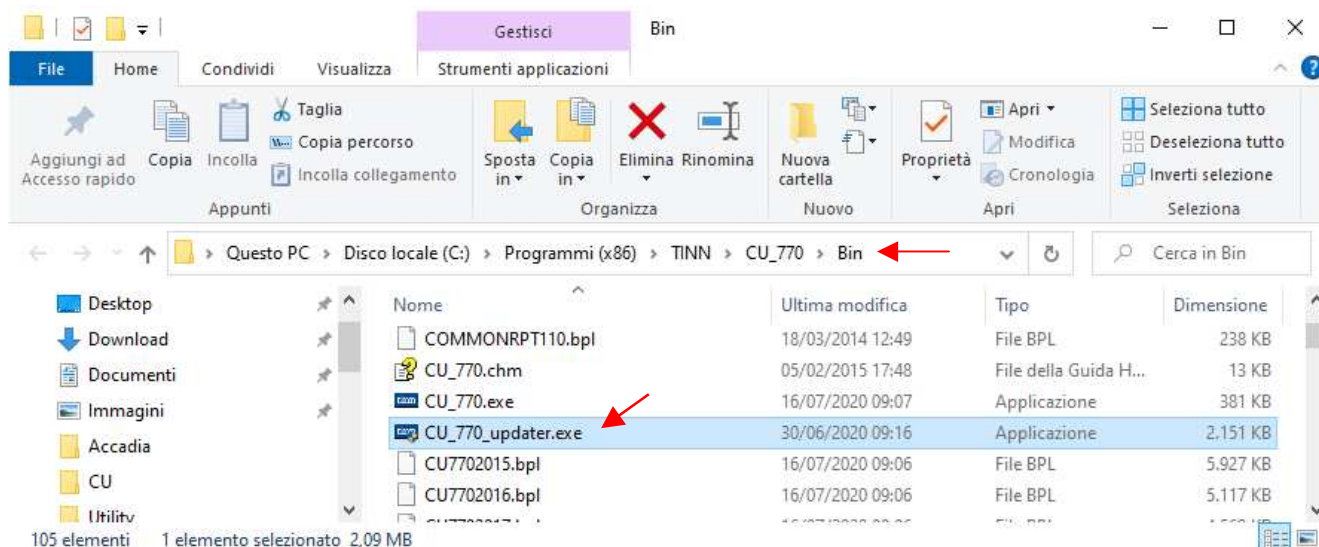 Gestisci Bin
File Home Condividi Visualizza Strumenti applicazioni
Aggiungi ad Accesso rapido
Copia
Incolla
Taglia
Copia percorso
Incolla collegamento
Appunti
Sposta in
Copia in
Elimina
Rinomina
Organizza
Nuova cartella
Nuovo
Proprietà
Apri
Modifica
Cronologia
Apri
Seleziona tutto
Deseleziona tutto
Inverti selezione
Seleziona
Questo PC > Disco locale (C:) > Programmi (x86) > TINN > CU_770 > Bin
Cerca in Bin
Desktop
Download
Documenti
Immagini
Accadia
CU
Utility
Nome Ultima modifica Tipo Dimensione
COMMONRPT110.bpl 18/03/2014 12:49 File BPL 238 KB
CU_770.chm 05/02/2015 17:48 File della Guida H... 13 KB
CU_770.exe 16/07/2020 09:07 Applicazione 381 KB
CU_770_updater.exe 30/06/2020 09:16 Applicazione 2.151 KB
CU7702015.bpl 16/07/2020 09:06 File BPL 5.927 KB
CU7702016.bpl 16/07/2020 09:06 File BPL 5.117 KB
105 elementi 1 elemento selezionato 2,09 MB